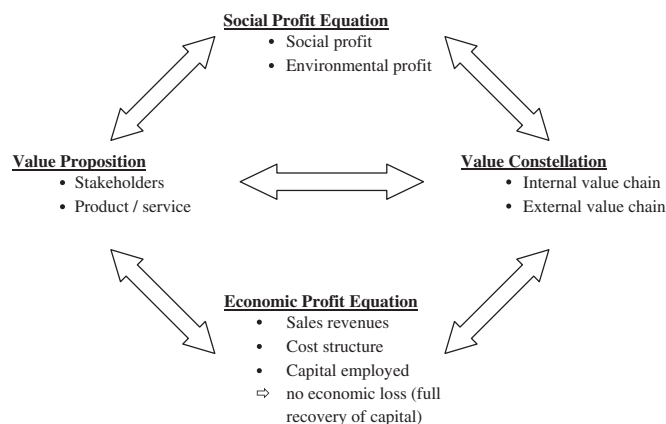 Social Profit Equation
• Social profit
• Environmental profit
Value Proposition
• Stakeholders
• Product / service
Value Constellation
• Internal value chain
• External value chain
Economic Profit Equation
• Sales revenues
• Cost structure
• Capital employed
⇨ no economic loss (full
recovery of capital)